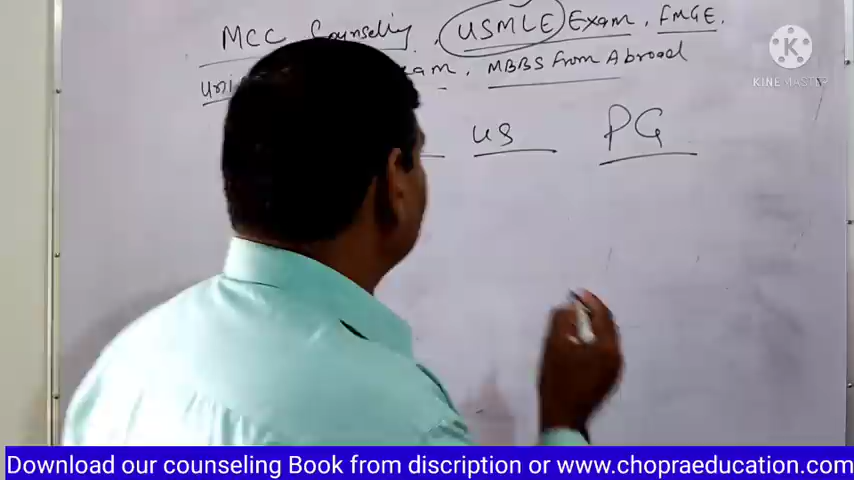 MCC Counseling, USMLE Exam, FMGE.
MBBS From Abroad
US PG
K
KINEMASTER
Download our counseling Book from discription or www.chopraeducation.com